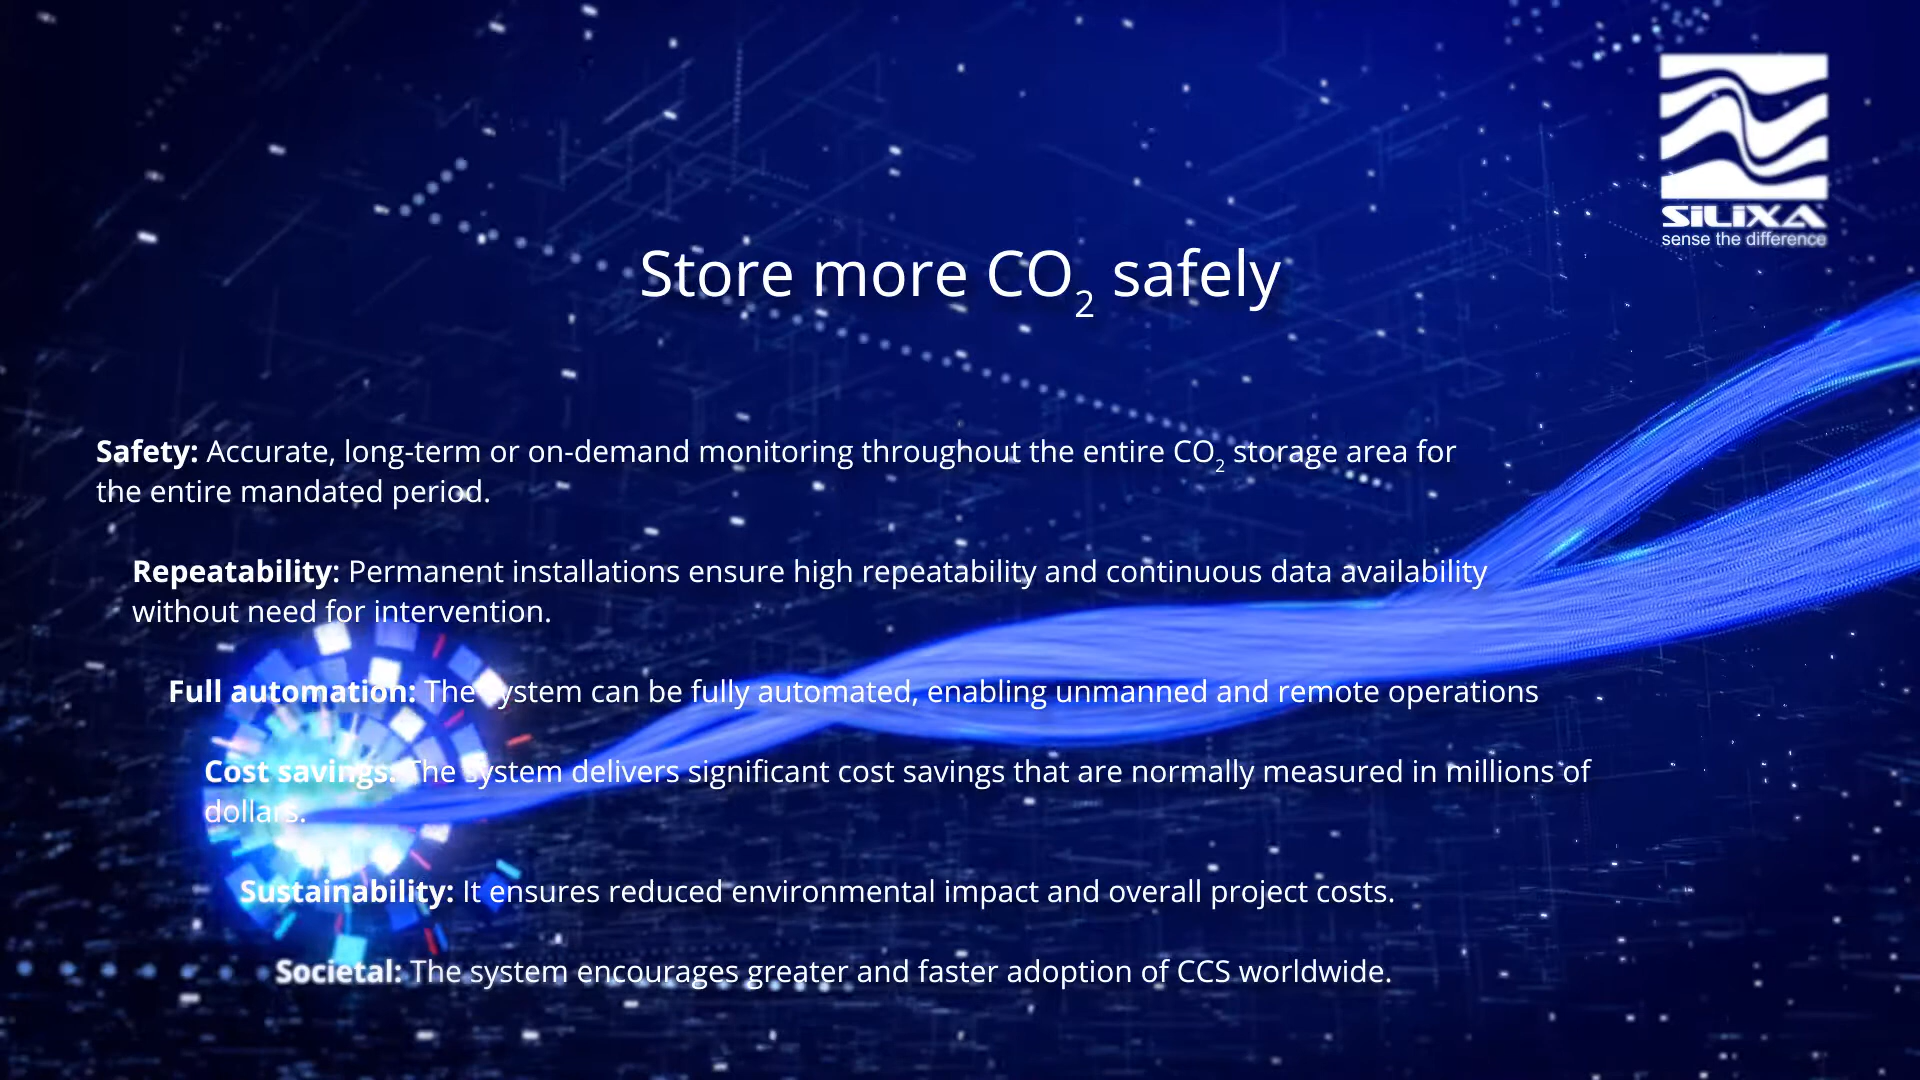 SiLiXA
sense the difference
Store more CO₂ safely
Safety: Accurate, long-term or on-demand monitoring throughout the entire CO₂ storage area for
the entire mandated period.
Repeatability: Permanent installations ensure high repeatability and continuous data availability
without need for intervention.
Full automation: The system can be fully automated, enabling unmanned and remote operations
Cost savings: The system delivers significant cost savings that are normally measured in millions of
dollars.
Sustainability: It ensures reduced environmental impact and overall project costs.
Societal: The system encourages greater and faster adoption of CCS worldwide.